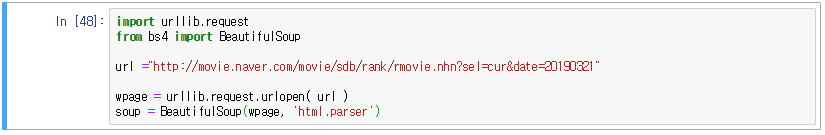 In [48]: import urllib.request
from bs4 import BeautifulSoup
url ="http://movie.naver.com/movie/sdb/rank/rmovie.nhn?sel=cur&date=20190321"
wpage = urllib.request.urlopen( url )
soup = BeautifulSoup(wpage, 'html.parser')